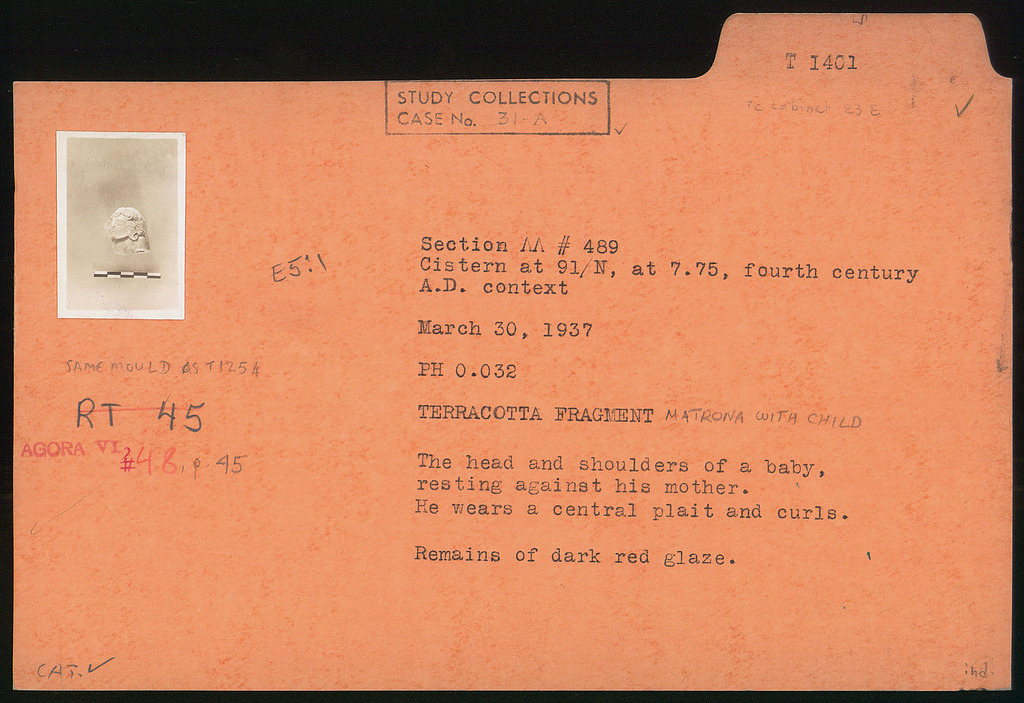 T 1401
Tc cabinet 23 E
STUDY COLLECTIONS
CASE No. 31-A
E5:1
Section ΛΛ # 489
Cistern at 91/N, at 7.75, fourth century
A.D. context
March 30, 1937
PH 0.032
SAME MOULD AS T1254
RT 45
TERRACOTTA FRAGMENT MATRONA WITH CHILD
AGORA VI, #48, p. 45
The head and shoulders of a baby,
resting against his mother.
He wears a central plait and curls.
Remains of dark red glaze.
CAT.
ind.